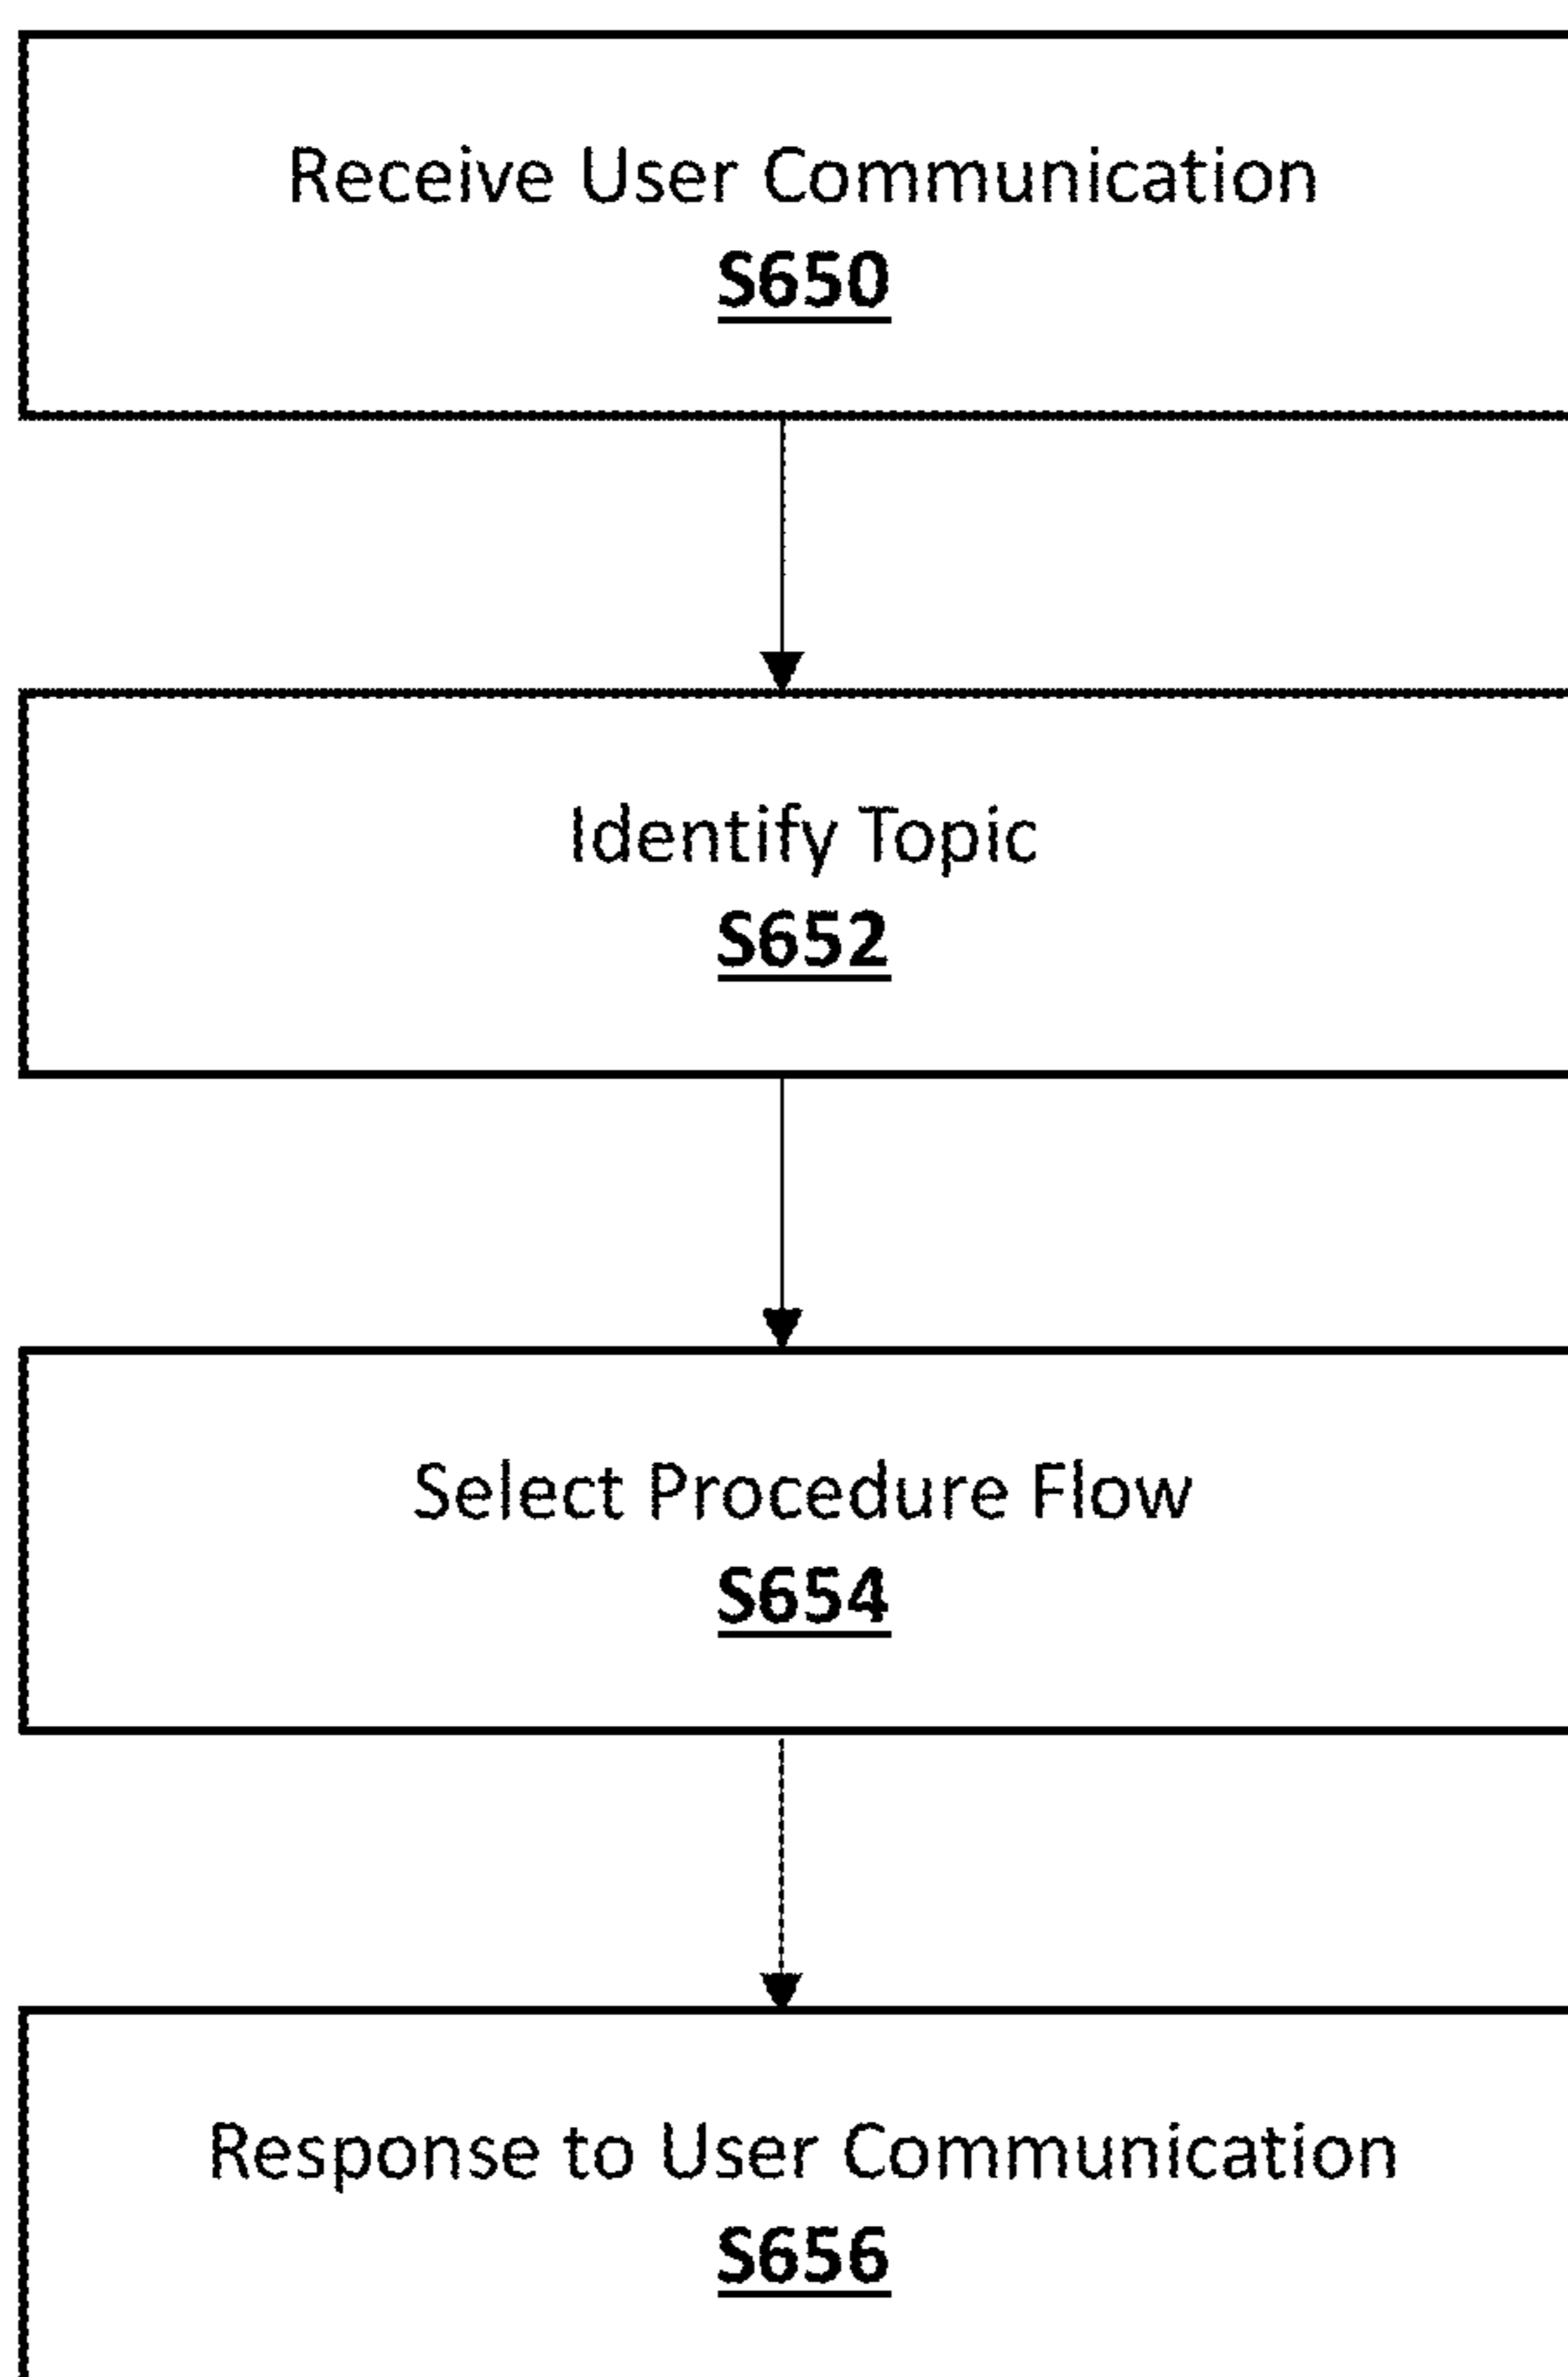 Receive User Communication
S650
Identify Topic
S652
Select Procedure Flow
S654
Response to User Communication
S656